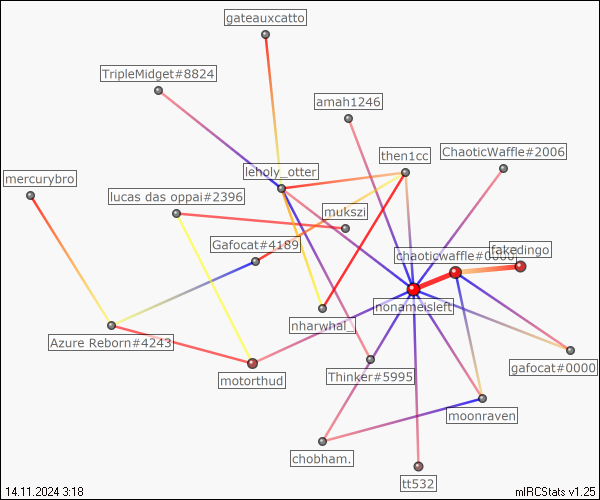 gateauxcatto
TripleMidget#8824
amah1246
ChaoticWaffle#2006
then1cc
leholy_otter
mercurybro
lucas das oppai#2396
mukszi
Gafocat#4189
fakedingo
chaoticwaffle#0000
nonameisleft
nharwhal_
Azure Reborn#4243
gafocat#0000
motorthud
Thinker#5995
moonraven
chobham.
tt532
14.11.2024 3:18
mIRCStats v1.25